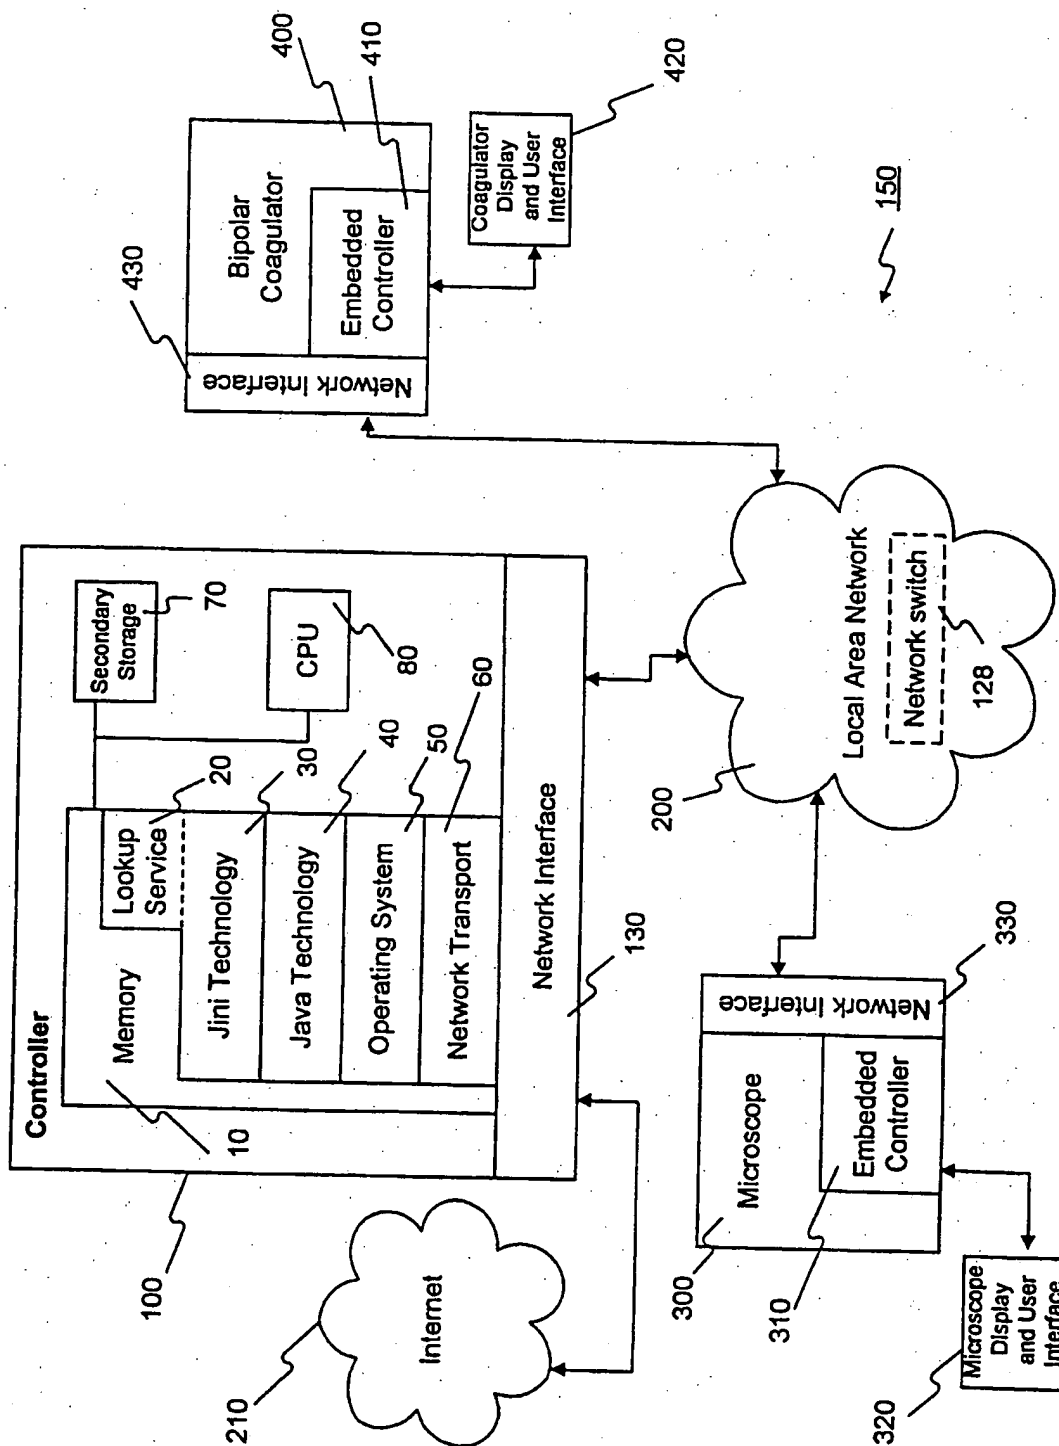 Controller
100
10
Memory
Lookup
Service
20
Jini Technology
30
Java Technology
40
Operating System
50
Network Transport
60
Secondary
Storage
70
CPU
80
Network Interface
130
210
Internet
430
Bipolar
Coagulator
400
Embedded
Controller
410
Network Interface
Coagulator
Display
and User
Interface
420
200
Local Area Network
Network switch
128
150
300
Microscope
310
Embedded
Controller
Network Interface
330
320
Microscope
Display
and User
Interface